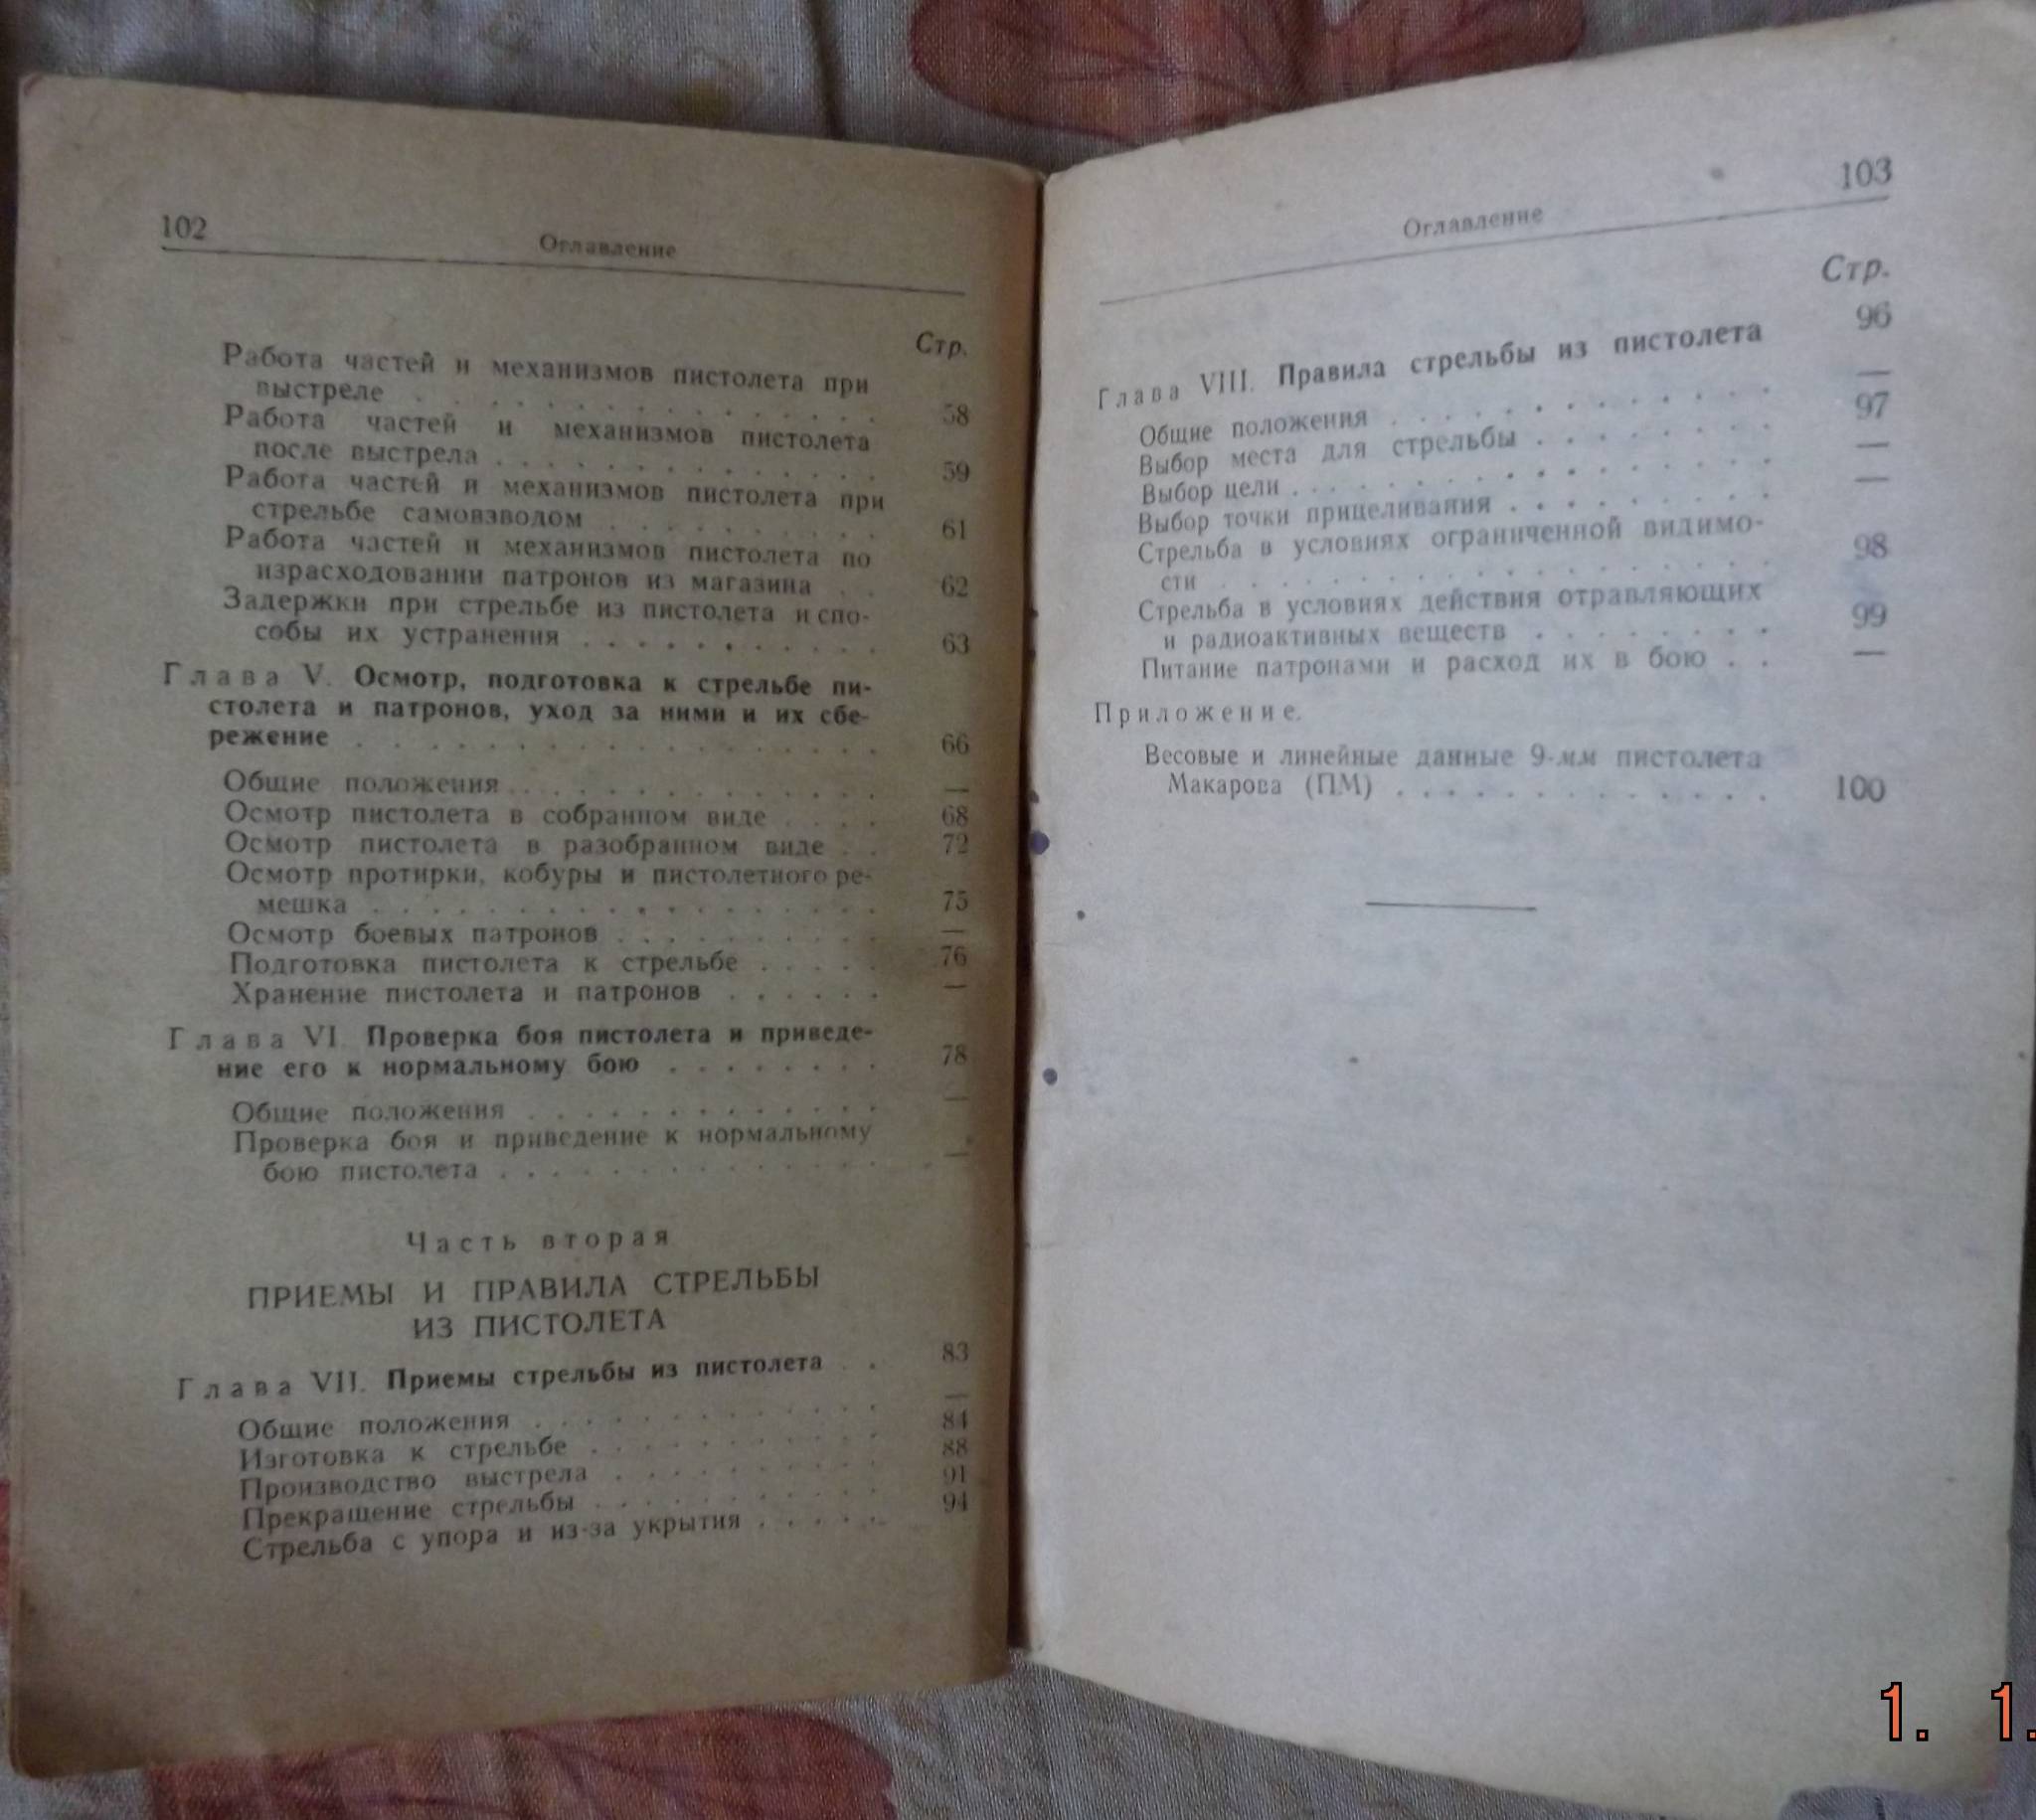 102
Оглавление
Стр.
Работа частей и механизмов пистолета при
выстреле . . . . . . . . . . . . . . 58
Работа частей и механизмов пистолета
после выстрела . . . . . . . . . . . . 59
Работа частей и механизмов пистолета при
стрельбе самовзводом . . . . . . . . 61
Работа частей и механизмов пистолета по
израсходовании патронов из магазина . . 62
Задержки при стрельбе из пистолета и спо-
собы их устранения . . . . . . . . . . 63
Глава V. Осмотр, подготовка к стрельбе пи-
столета и патронов, уход за ними и их сбе-
режение . . . . . . . . . . . . . . . 66
Общие положения . . . . . . . . . . . . —
Осмотр пистолета в собранном виде . . . . 68
Осмотр пистолета в разобранном виде . . 72
Осмотр протирки, кобуры и пистолетного ре-
мешка . . . . . . . . . . . . . . . . 75
Осмотр боевых патронов . . . . . . . . . —
Подготовка пистолета к стрельбе . . . . . 76
Хранение пистолета и патронов . . . . . . —
Глава VI. Проверка боя пистолета и приведе-
ние его к нормальному бою . . . . . . . . 78
Общие положения . . . . . . . . . . . . —
Проверка боя и приведение к нормальному
бою пистолета . . . . . . . . . . . . . —
Часть вторая
ПРИЕМЫ И ПРАВИЛА СТРЕЛЬБЫ
ИЗ ПИСТОЛЕТА
Глава VII. Приемы стрельбы из пистолета . . 83
Общие положения . . . . . . . . . . . . —
Изготовка к стрельбе . . . . . . . . . . 84
Производство выстрела . . . . . . . . . 88
Прекращение стрельбы . . . . . . . . . . 91
Стрельба с упора и из-за укрытия . . . . . 94
103
Оглавление
Стр.
Глава VIII. Правила стрельбы из пистолета 96
Общие положения . . . . . . . . . . . . —
Выбор места для стрельбы . . . . . . . . 97
Выбор цели . . . . . . . . . . . . . . —
Выбор точки прицеливания . . . . . . . . —
Стрельба в условиях ограниченной видимо-
сти . . . . . . . . . . . . . . . . . 98
Стрельба в условиях действия отравляющих
и радиоактивных веществ . . . . . . . . 99
Питание патронами и расход их в бою . . —
Приложение.
Весовые и линейные данные 9-мм пистолета
Макарова (ПМ) . . . . . . . . . . . . . 100
1. 1.